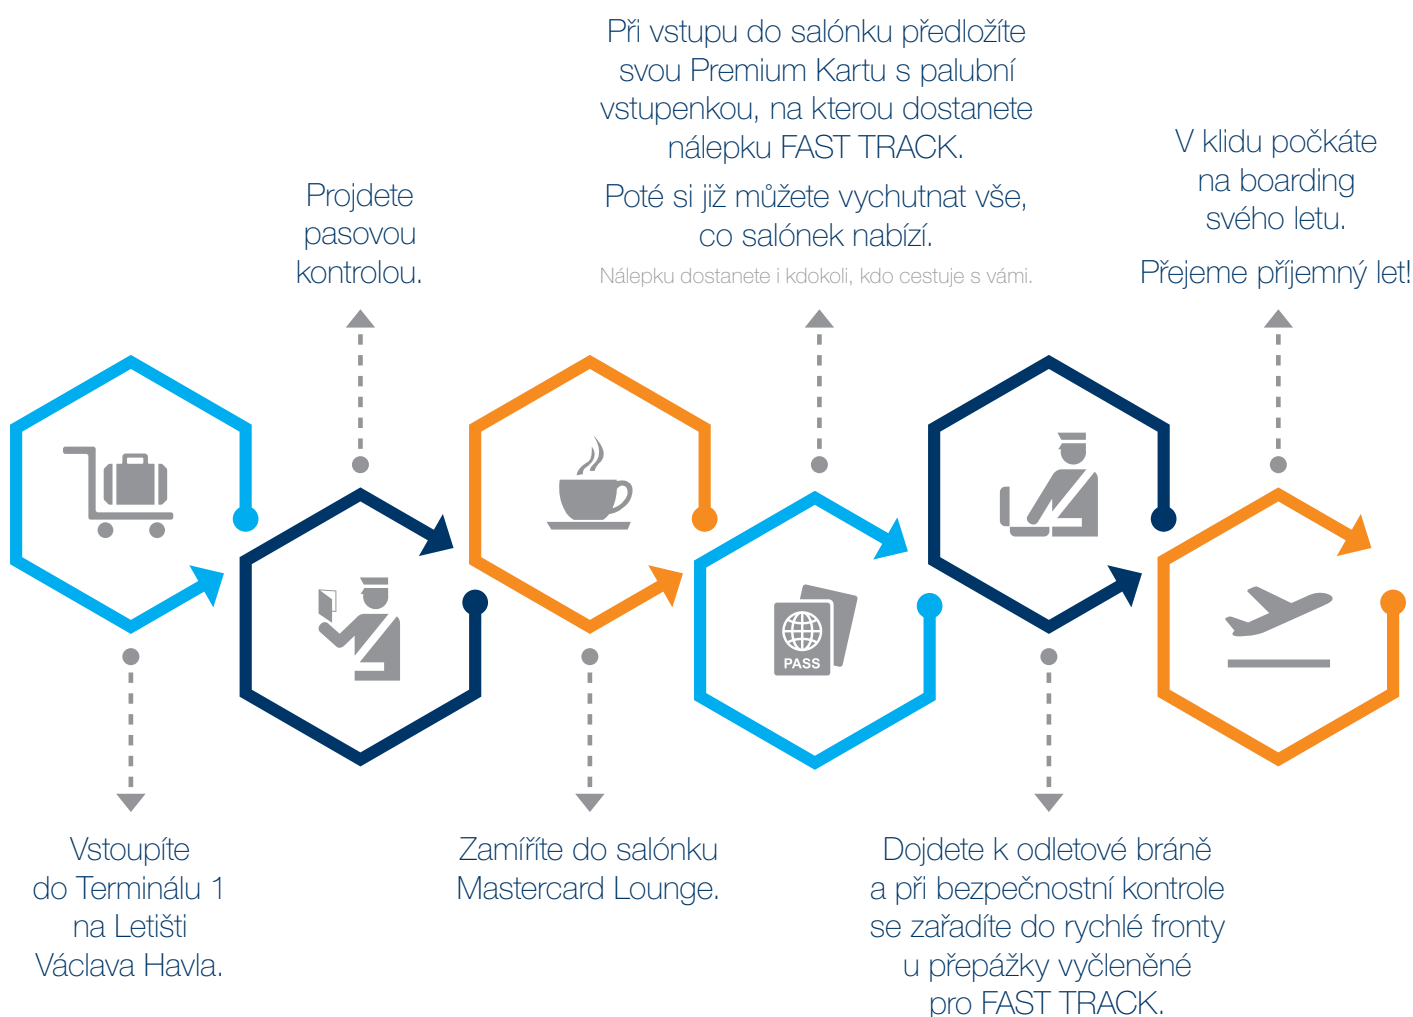 Vstoupíte
do Terminálu 1
na Letišti
Václava Havla.
Projdete
pasovou
kontrolou.
Zamíříte do salónku
Mastercard Lounge.
Při vstupu do salónku předložíte
svou Premium Kartu s palubní
vstupenkou, na kterou dostanete
nálepku FAST TRACK.
Poté si již můžete vychutnat vše,
co salónek nabízí.
Nálepku dostanete i kdokoli, kdo cestuje s vámi.
PASS
Dojdete k odletové bráně
a při bezpečnostní kontrole
se zařadíte do rychlé fronty
u přepážky vyčleněné
pro FAST TRACK.
V klidu počkáte
na boarding
svého letu.
Přejeme příjemný let!